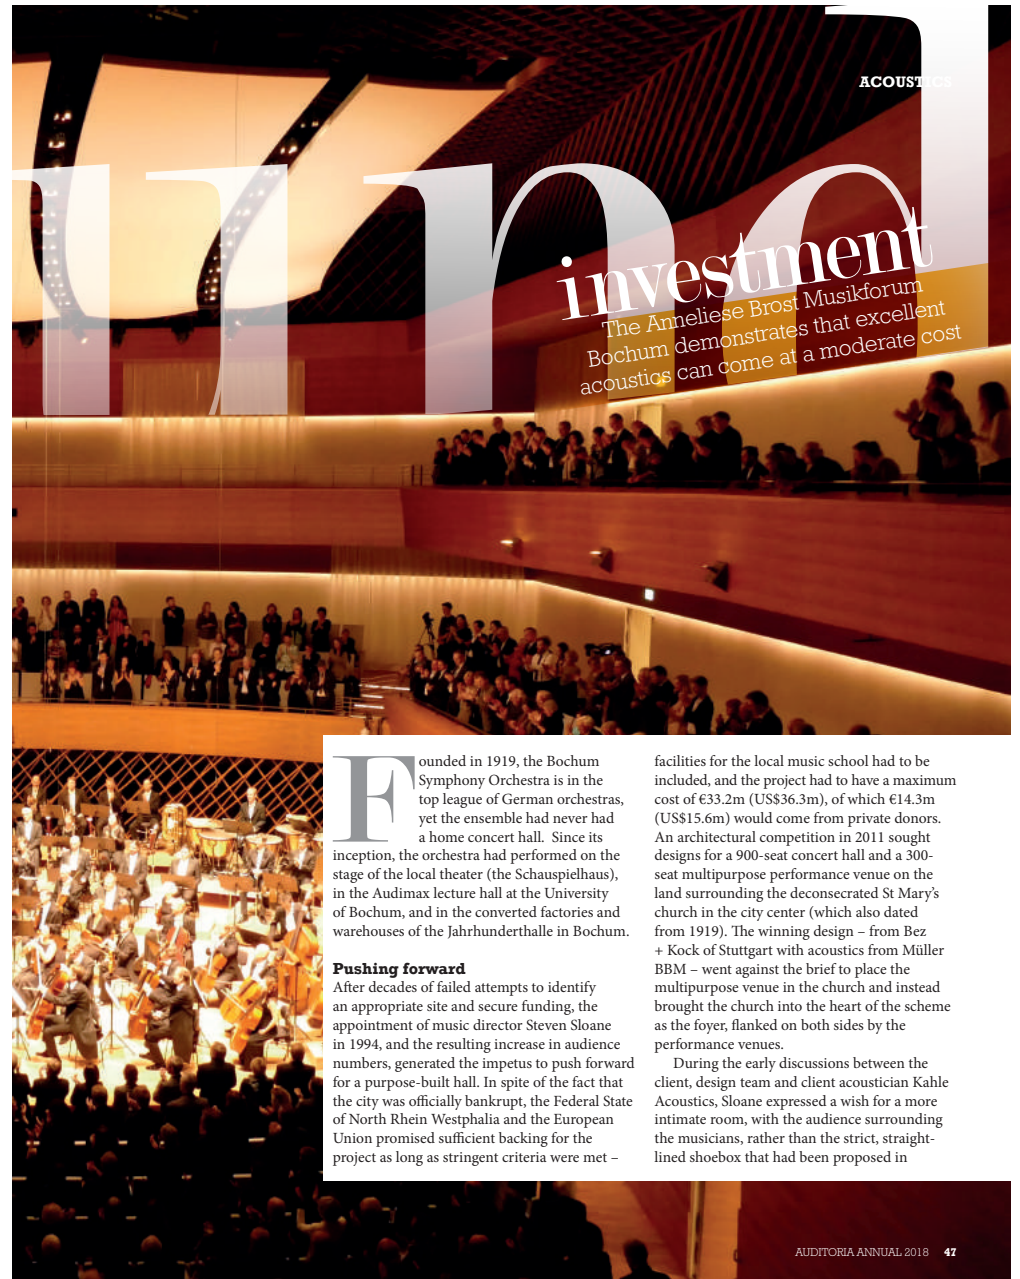 ACOUSTICS
und
investment
The Anneliese Brost Musikforum
Bochum demonstrates that excellent
acoustics can come at a moderate cost
Founded in 1919, the Bochum
Symphony Orchestra is in the
top league of German orchestras,
yet the ensemble had never had
a home concert hall. Since its
inception, the orchestra had performed on the
stage of the local theater (the Schauspielhaus),
in the Audimax lecture hall at the University
of Bochum, and in the converted factories and
warehouses of the Jahrhunderthalle in Bochum.
Pushing forward
After decades of failed attempts to identify
an appropriate site and secure funding, the
appointment of music director Steven Sloane
in 1994, and the resulting increase in audience
numbers, generated the impetus to push forward
for a purpose-built hall. In spite of the fact that
the city was officially bankrupt, the Federal State
of North Rhein Westphalia and the European
Union promised sufficient backing for the
project as long as stringent criteria were met –
facilities for the local music school had to be
included, and the project had to have a maximum
cost of €33.2m (US$36.3m), of which €14.3m
(US$15.6m) would come from private donors.
An architectural competition in 2011 sought
designs for a 900-seat concert hall and a 300-
seat multipurpose performance venue on the
land surrounding the deconsecrated St Mary's
church in the city center (which also dated
from 1919). The winning design – from Bez
+ Kock of Stuttgart with acoustics from Müller
BBM – went against the brief to place the
multipurpose venue in the church and instead
brought the church into the heart of the scheme
as the foyer, flanked on both sides by the
performance venues.
During the early discussions between the
client, design team and client acoustician Kahle
Acoustics, Sloane expressed a wish for a more
intimate room, with the audience surrounding
the musicians, rather than the strict, straight-
lined shoebox that had been proposed in
AUDITORIA ANNUAL 2018 47